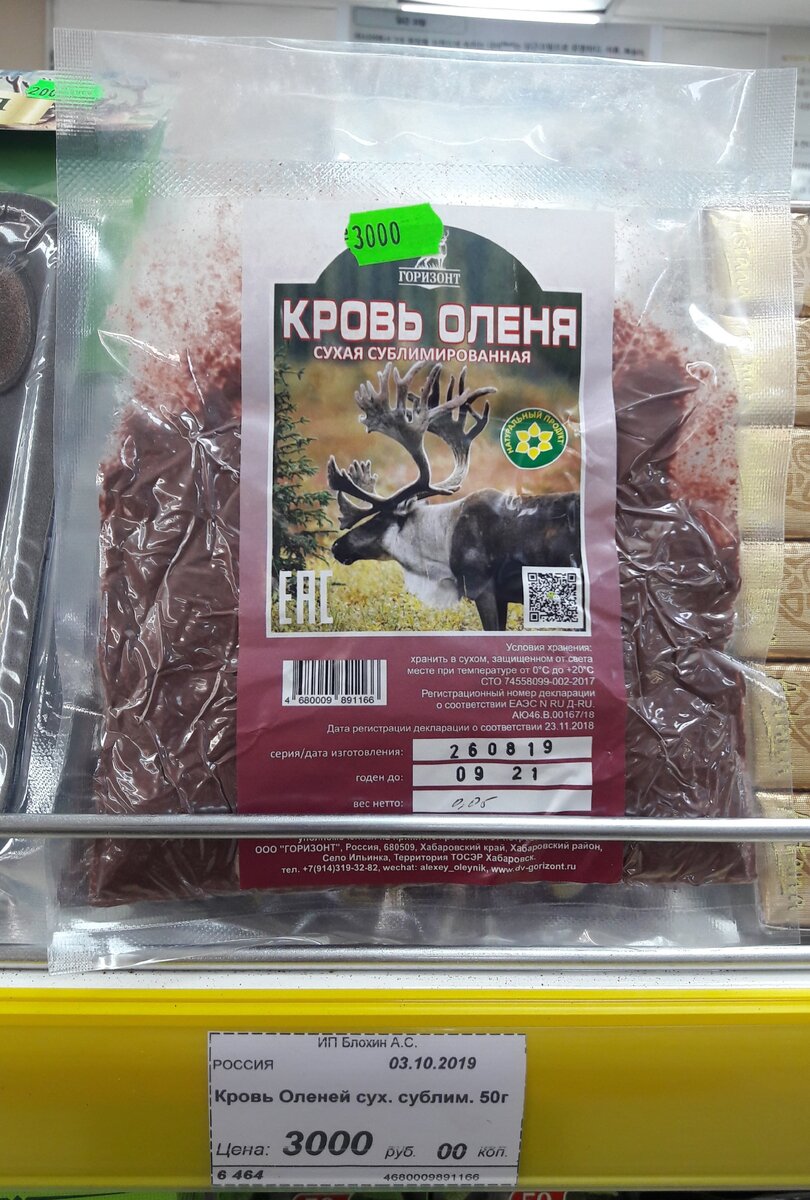 200
3000
ГОРИЗОНТ
КРОВЬ ОЛЕНЯ
СУХАЯ СУБЛИМИРОВАННАЯ
НАТУРАЛЬНЫЙ ПРОДУКТ
ЕАС
Условия хранения:
хранить в сухом, защищенном от света
месте при температуре от 0°С до +20°С
СТО 74558099-002-2017
Регистрационный номер декларации
о соответствии ЕАЭС N RU Д-RU.
АЮ46.В.00167/18
Дата регистрации декларации о соответствии 23.11.2018
4 680009 891166
серия/дата изготовления: 260819
годен до: 09 21
вес нетто: 0,05
ООО "ГОРИЗОНТ", Россия, 680509, Хабаровский край, Хабаровский район,
Село Ильинка, Территория ТОСЭР Хабаровск.
тел. +7(914)319-32-82, wechat: alexey_oleynik, www.dv-gorizont.ru
ИП Блохин А.С.
РОССИЯ 03.10.2019
Кровь Оленей сух. сублим. 50г
Цена: 3000 руб. 00 коп.
6 464 4680009891166